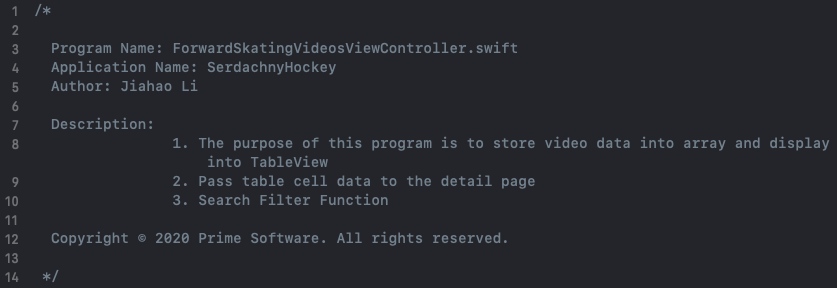 1 /*
2
3 Program Name: ForwardSkatingVideosViewController.swift
4 Application Name: SerdachnyHockey
5 Author: Jiahao Li
6
7 Description:
8 1. The purpose of this program is to store video data into array and display
into TableView
9 2. Pass table cell data to the detail page
10 3. Search Filter Function
11
12 Copyright © 2020 Prime Software. All rights reserved.
13
14 */